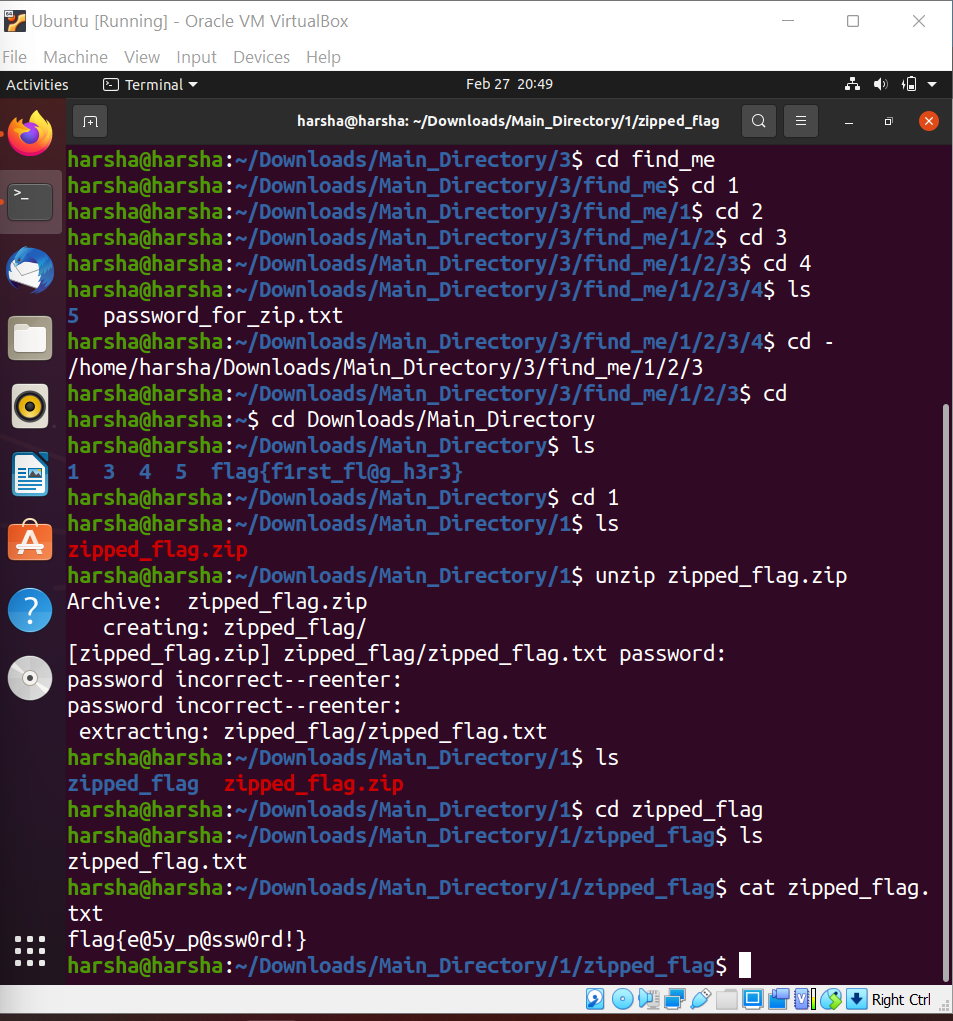 Ubuntu [Running] - Oracle VM VirtualBox
File Machine View Input Devices Help
Activities Terminal Feb 27 20:49
harsha@harsha: ~/Downloads/Main_Directory/1/zipped_flag
harsha@harsha:~/Downloads/Main_Directory/3$ cd find_me
harsha@harsha:~/Downloads/Main_Directory/3/find_me$ cd 1
harsha@harsha:~/Downloads/Main_Directory/3/find_me/1$ cd 2
harsha@harsha:~/Downloads/Main_Directory/3/find_me/1/2$ cd 3
harsha@harsha:~/Downloads/Main_Directory/3/find_me/1/2/3$ cd 4
harsha@harsha:~/Downloads/Main_Directory/3/find_me/1/2/3/4$ ls
5  password_for_zip.txt
harsha@harsha:~/Downloads/Main_Directory/3/find_me/1/2/3/4$ cd -
/home/harsha/Downloads/Main_Directory/3/find_me/1/2/3
harsha@harsha:~/Downloads/Main_Directory/3/find_me/1/2/3$ cd
harsha@harsha:~$ cd Downloads/Main_Directory
harsha@harsha:~/Downloads/Main_Directory$ ls
1  3  4  5  flag{f1rst_fl@g_h3r3}
harsha@harsha:~/Downloads/Main_Directory$ cd 1
harsha@harsha:~/Downloads/Main_Directory/1$ ls
zipped_flag.zip
harsha@harsha:~/Downloads/Main_Directory/1$ unzip zipped_flag.zip
Archive:  zipped_flag.zip
   creating: zipped_flag/
[zipped_flag.zip] zipped_flag/zipped_flag.txt password:
password incorrect--reenter:
password incorrect--reenter:
 extracting: zipped_flag/zipped_flag.txt
harsha@harsha:~/Downloads/Main_Directory/1$ ls
zipped_flag  zipped_flag.zip
harsha@harsha:~/Downloads/Main_Directory/1$ cd zipped_flag
harsha@harsha:~/Downloads/Main_Directory/1/zipped_flag$ ls
zipped_flag.txt
harsha@harsha:~/Downloads/Main_Directory/1/zipped_flag$ cat zipped_flag.
txt
flag{e@5y_p@ssw0rd!}
harsha@harsha:~/Downloads/Main_Directory/1/zipped_flag$
Right Ctrl